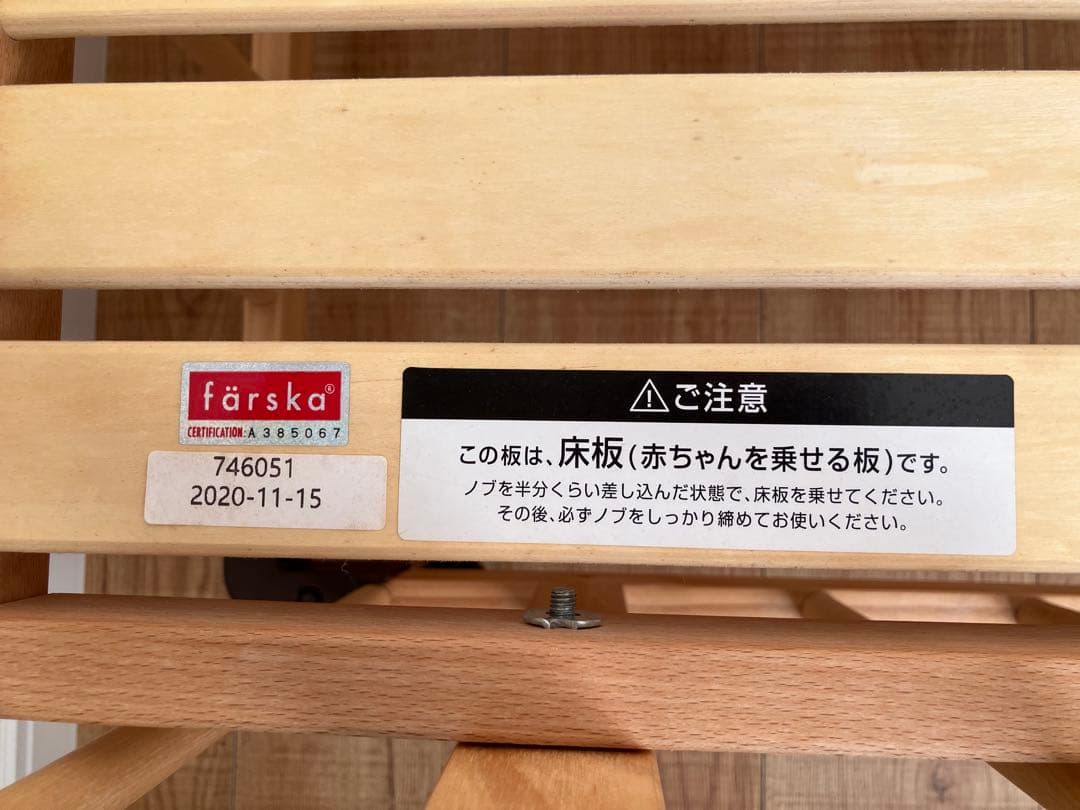 färska®
CERTIFICATION: A 385067
746051
2020-11-15
⚠ご注意
この板は、床板(赤ちゃんを乗せる板)です。
ノブを半分くらい差し込んだ状態で、床板を乗せてください。
その後、必ずノブをしっかり締めてお使いください。